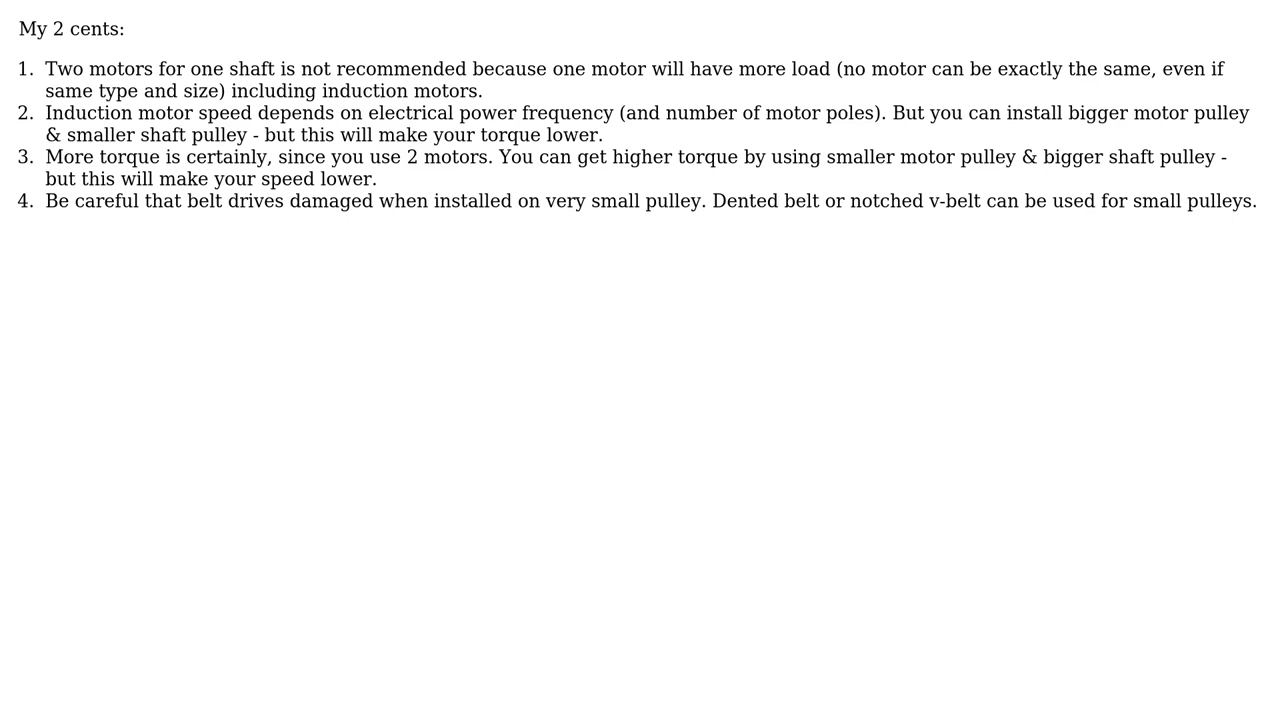 My 2 cents:
1. Two motors for one shaft is not recommended because one motor will have more load (no motor can be exactly the same, even if
same type and size) including induction motors.
2. Induction motor speed depends on electrical power frequency (and number of motor poles). But you can install bigger motor pulley
& smaller shaft pulley - but this will make your torque lower.
3. More torque is certainly, since you use 2 motors. You can get higher torque by using smaller motor pulley & bigger shaft pulley -
but this will make your speed lower.
4. Be careful that belt drives damaged when installed on very small pulley. Dented belt or notched v-belt can be used for small pulleys.